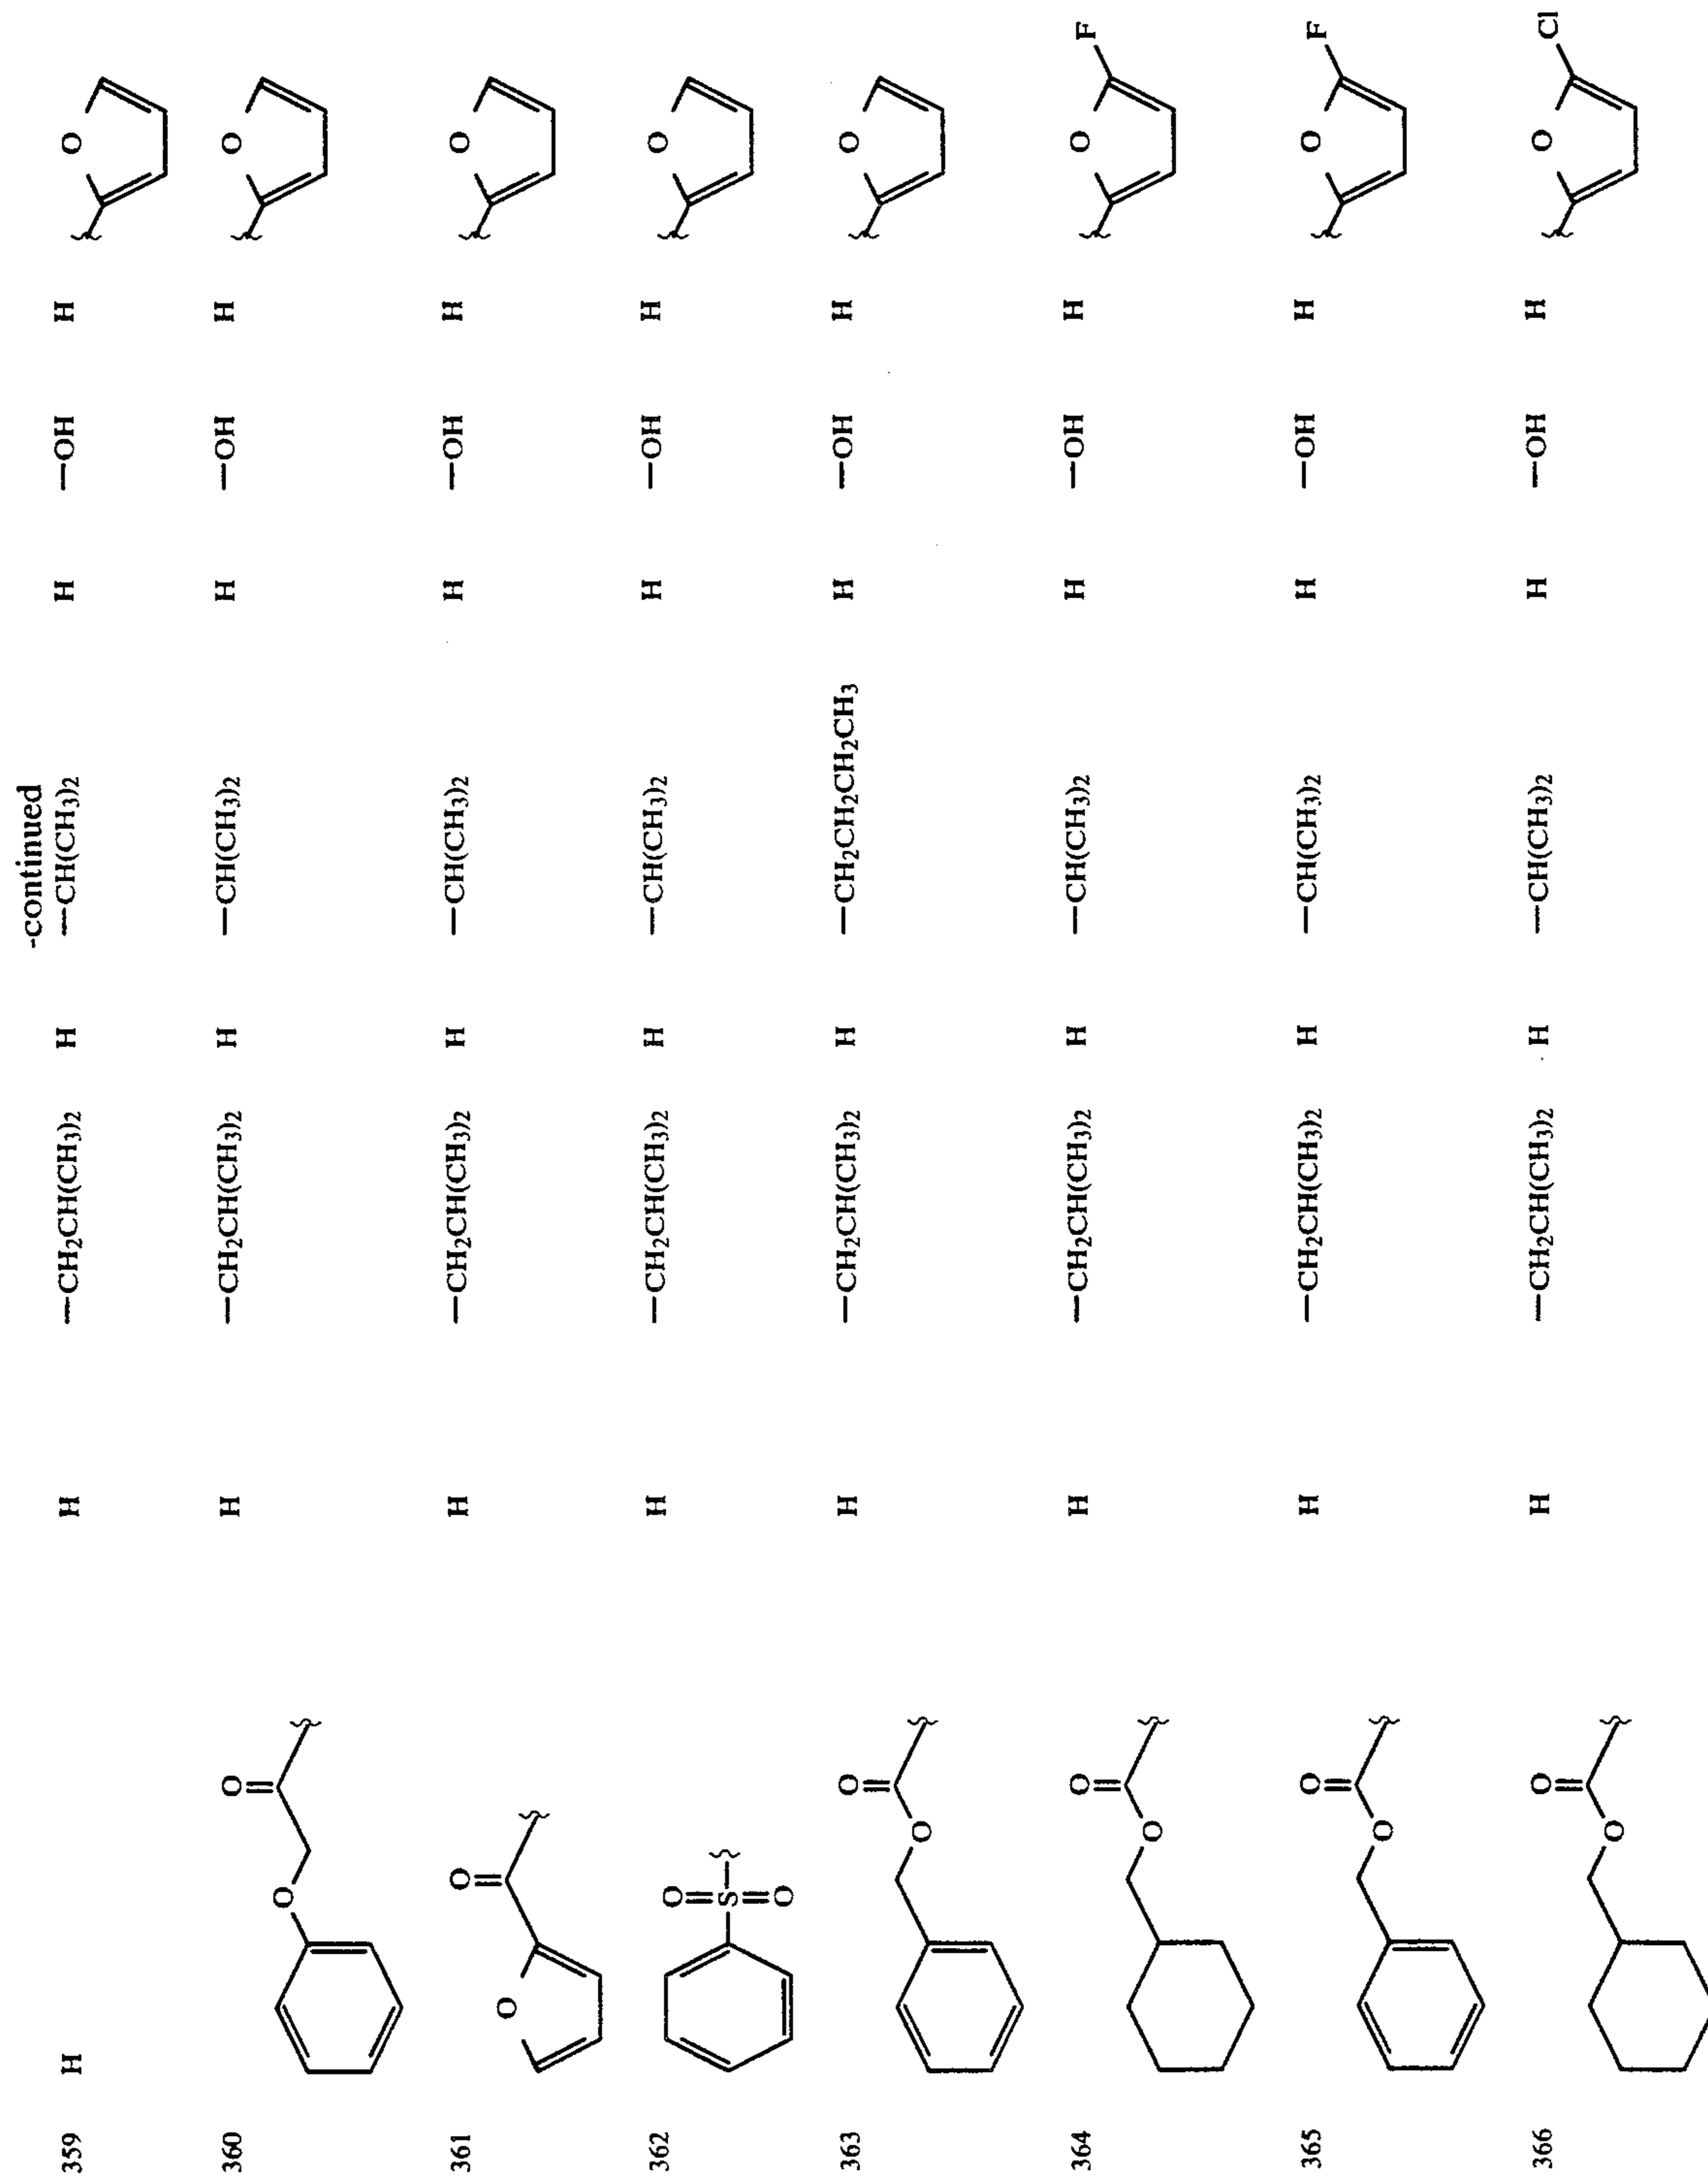 -continued
359 H H —CH2CH(CH3)2 H —CH(CH3)2 H —OH H O
360 O O H —CH2CH(CH3)2 H —CH(CH3)2 H —OH H O
361 O O H —CH2CH(CH3)2 H —CH(CH3)2 H —OH H O
362 O S O H —CH2CH(CH3)2 H —CH(CH3)2 H —OH H O
363 O O H —CH2CH(CH3)2 H —CH2CH2CH2CH3 H —OH H O
364 O O H —CH2CH(CH3)2 H —CH(CH3)2 H —OH H O F
365 O O H —CH2CH(CH3)2 H —CH(CH3)2 H —OH H O F
366 O O H —CH2CH(CH3)2 H —CH(CH3)2 H —OH H O Cl